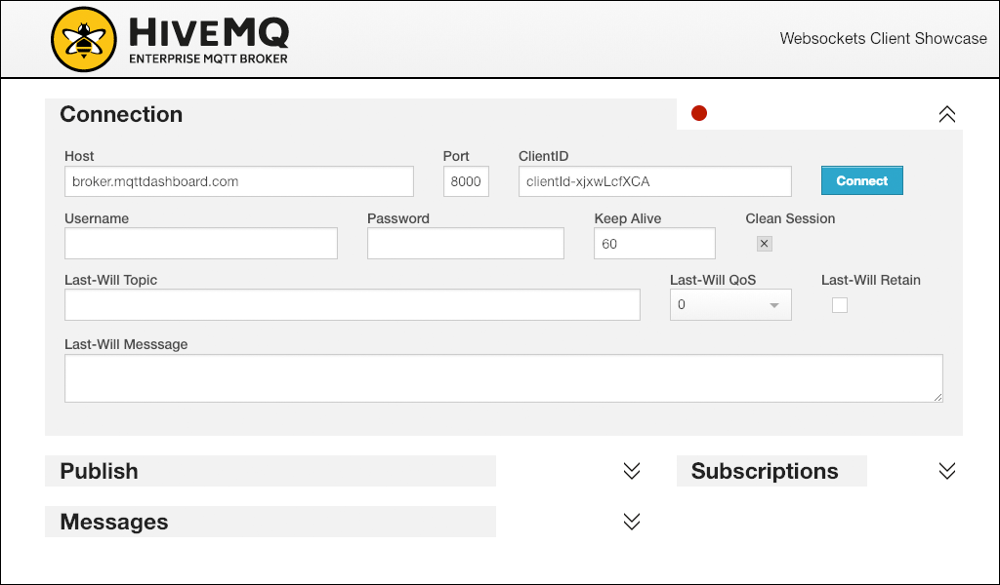 HIVEMQ
ENTERPRISE MQTT BROKER
Websockets Client Showcase
Connection
Host Port ClientID
broker.mqttdashboard.com 8000 clientId-xjxwLcfXCA Connect
Username Password Keep Alive Clean Session
60
Last-Will Topic Last-Will QoS Last-Will Retain
0
Last-Will Messsage
Publish Subscriptions
Messages